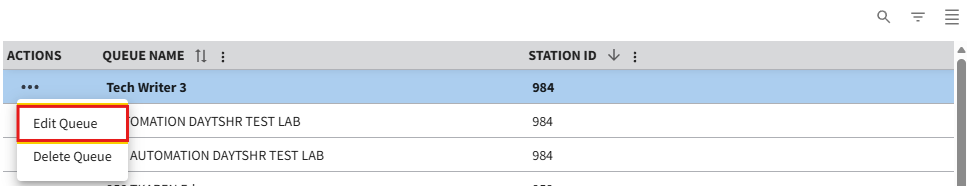 ACTIONS QUEUE NAME STATION ID
Tech Writer 3 984
Edit Queue OMATION DAYTSHR TEST LAB 984
Delete Queue AUTOMATION DAYTSHR TEST LAB 984